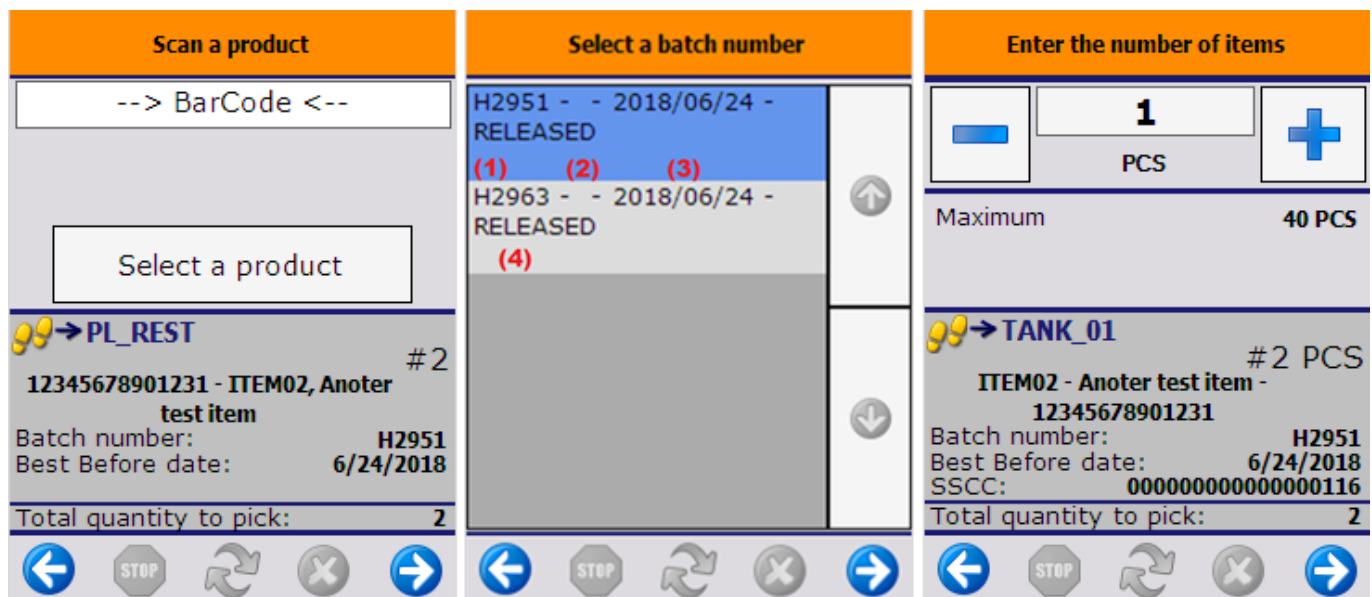 Scan a product
--> BarCode <--
Select a product
PL_REST
#2
12345678901231 - ITEM02, Anoter
test item
Batch number: H2951
Best Before date: 6/24/2018
Total quantity to pick: 2
STOP
Select a batch number
H2951 - - 2018/06/24 -
RELEASED
(1) (2) (3)
H2963 - - 2018/06/24 -
RELEASED
(4)
STOP
Enter the number of items
1
PCS
Maximum 40 PCS
TANK_01
#2 PCS
ITEM02 - Anoter test item -
12345678901231
Batch number: H2951
Best Before date: 6/24/2018
SSCC: 000000000000000116
Total quantity to pick: 2
STOP